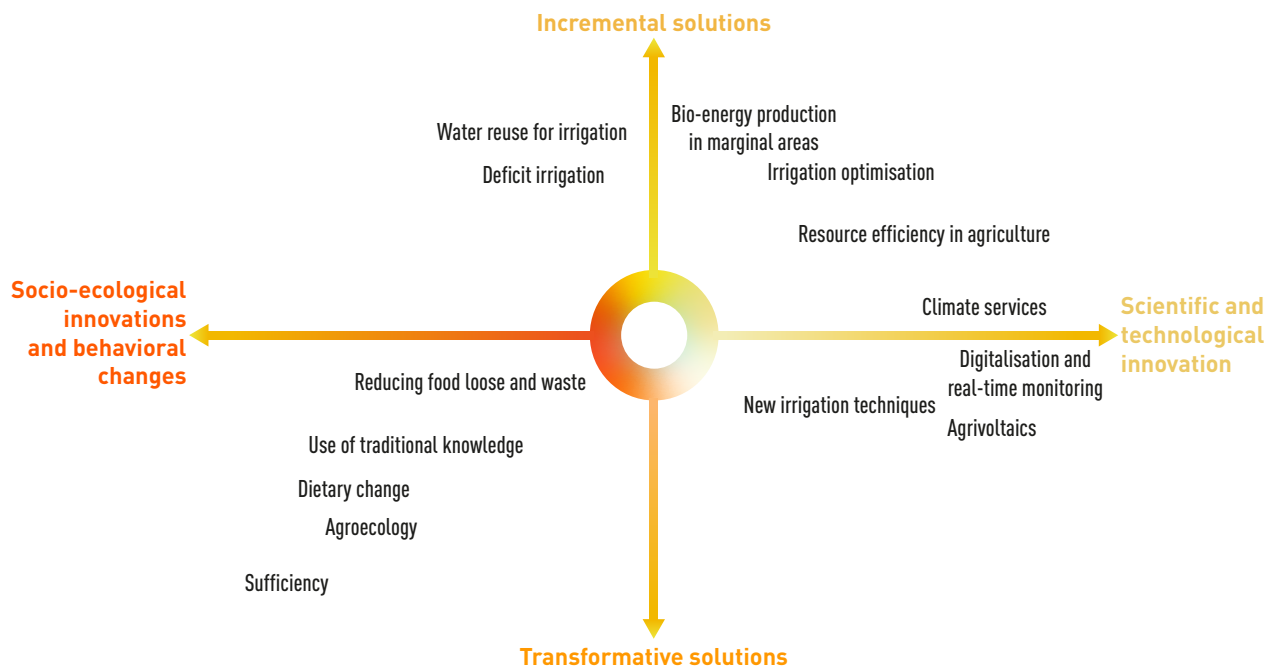 Incremental solutions
Bio-energy production
in marginal areas
Water reuse for irrigation
Deficit irrigation
Irrigation optimisation
Resource efficiency in agriculture
Socio-ecological
innovations
and behavioral
changes
Climate services
Scientific and
technological
innovation
Digitalisation and
real-time monitoring
Reducing food loose and waste
New irrigation techniques
Agrivoltaics
Use of traditional knowledge
Dietary change
Agroecology
Sufficiency
Transformative solutions